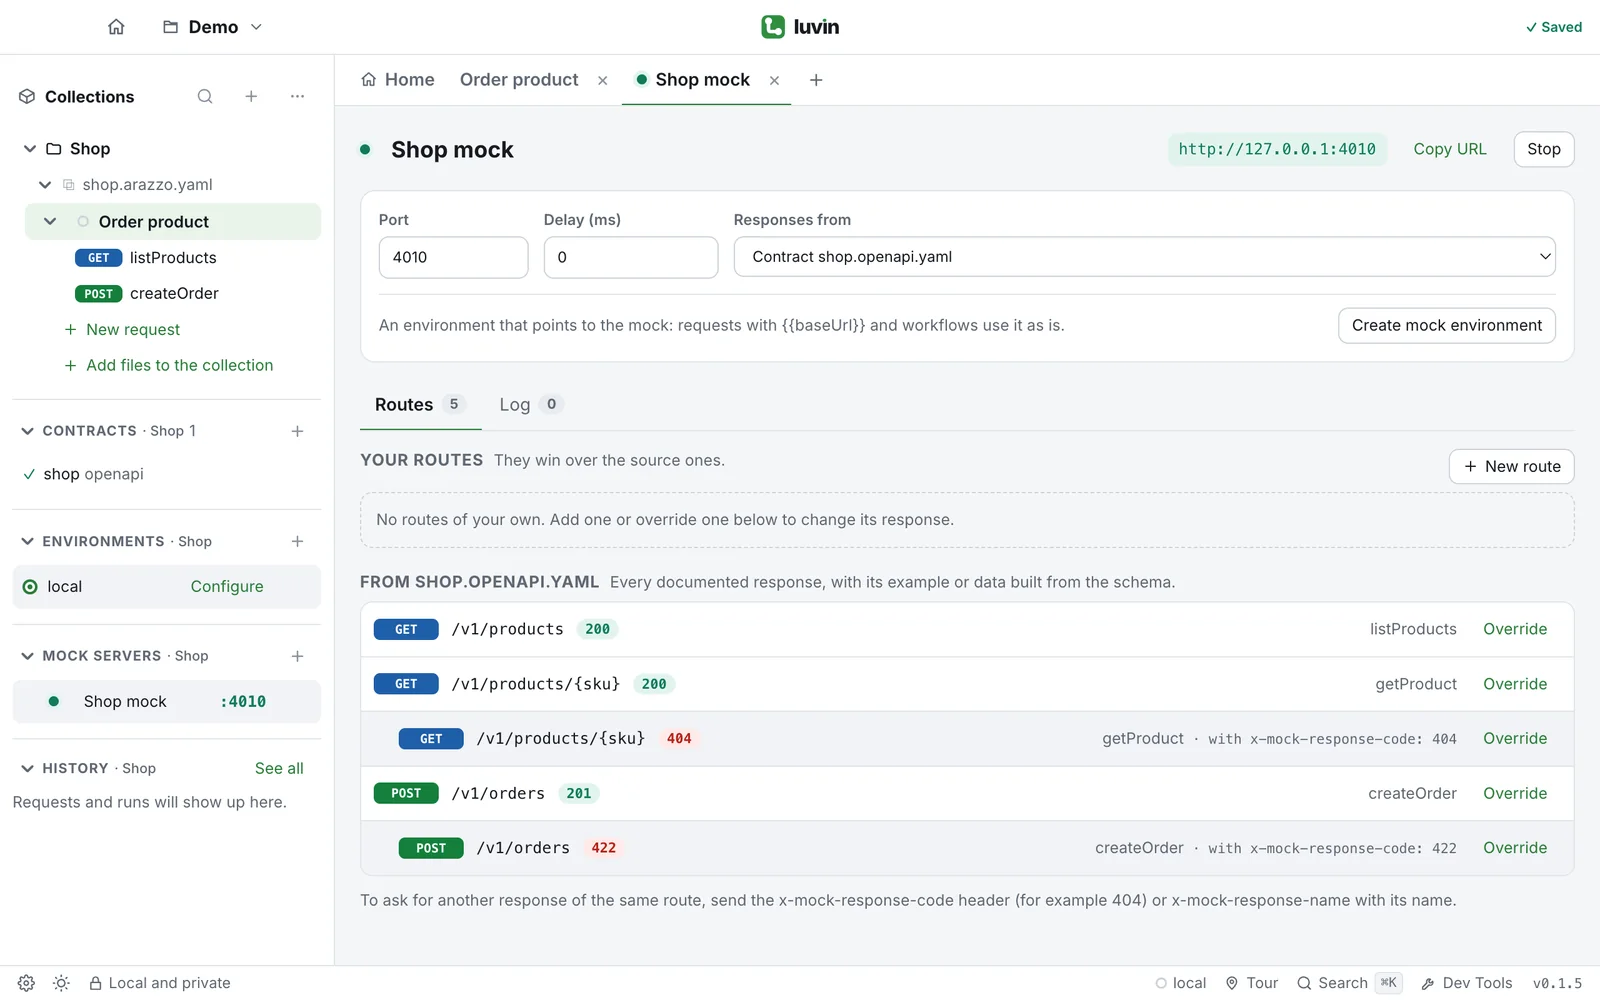 Demo
luvin
Saved
Collections
Home
Order product
Shop mock
Shop
shop.arazzo.yaml
Order product
GET listProducts
POST createOrder
New request
Add files to the collection
CONTRACTS · Shop 1
shop openapi
ENVIRONMENTS · Shop
local Configure
MOCK SERVERS · Shop
Shop mock :4010
HISTORY · Shop See all
Requests and runs will show up here.
Shop mock
http://127.0.0.1:4010 Copy URL Stop
Port Delay (ms) Responses from
4010 0 Contract shop.openapi.yaml
An environment that points to the mock: requests with {{baseUrl}} and workflows use it as is. Create mock environment
Routes 5 Log 0
YOUR ROUTES They win over the source ones. + New route
No routes of your own. Add one or override one below to change its response.
FROM SHOP.OPENAPI.YAML Every documented response, with its example or data built from the schema.
GET /v1/products 200 listProducts Override
GET /v1/products/{sku} 200 getProduct Override
GET /v1/products/{sku} 404 getProduct · with x-mock-response-code: 404 Override
POST /v1/orders 201 createOrder Override
POST /v1/orders 422 createOrder · with x-mock-response-code: 422 Override
To ask for another response of the same route, send the x-mock-response-code header (for example 404) or x-mock-response-name with its name.
Local and private local Tour Search ⌘K Dev Tools v0.1.5